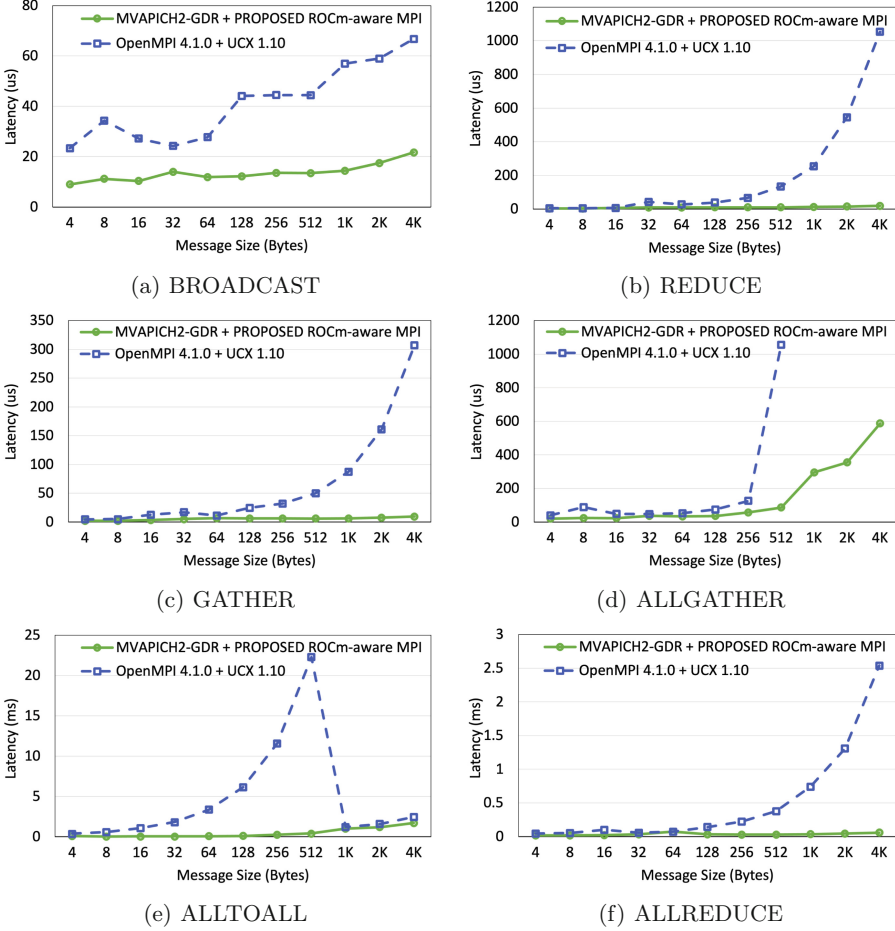 80
60
40
20
0
Latency (us)
MVAPICH2-GDR + PROPOSED ROCm-aware MPI
OpenMPI 4.1.0 + UCX 1.10
4 8 16 32 64 128 256 512 1K 2K 4K
Message Size (Bytes)
(a) BROADCAST
1200
1000
800
600
400
200
0
Latency (us)
MVAPICH2-GDR + PROPOSED ROCm-aware MPI
OpenMPI 4.1.0 + UCX 1.10
4 8 16 32 64 128 256 512 1K 2K 4K
Message Size (Bytes)
(b) REDUCE
350
300
250
200
150
100
50
0
Latency (us)
MVAPICH2-GDR + PROPOSED ROCm-aware MPI
OpenMPI 4.1.0 + UCX 1.10
4 8 16 32 64 128 256 512 1K 2K 4K
Message Size (Bytes)
(c) GATHER
1200
1000
800
600
400
200
0
Latency (us)
MVAPICH2-GDR + PROPOSED ROCm-aware MPI
OpenMPI 4.1.0 + UCX 1.10
4 8 16 32 64 128 256 512 1K 2K 4K
Message Size (Bytes)
(d) ALLGATHER
25
20
15
10
5
0
Latency (ms)
MVAPICH2-GDR + PROPOSED ROCm-aware MPI
OpenMPI 4.1.0 + UCX 1.10
4 8 16 32 64 128 256 512 1K 2K 4K
Message Size (Bytes)
(e) ALLTOALL
3
2.5
2
1.5
1
0.5
0
Latency (ms)
MVAPICH2-GDR + PROPOSED ROCm-aware MPI
OpenMPI 4.1.0 + UCX 1.10
4 8 16 32 64 128 256 512 1K 2K 4K
Message Size (Bytes)
(f) ALLREDUCE